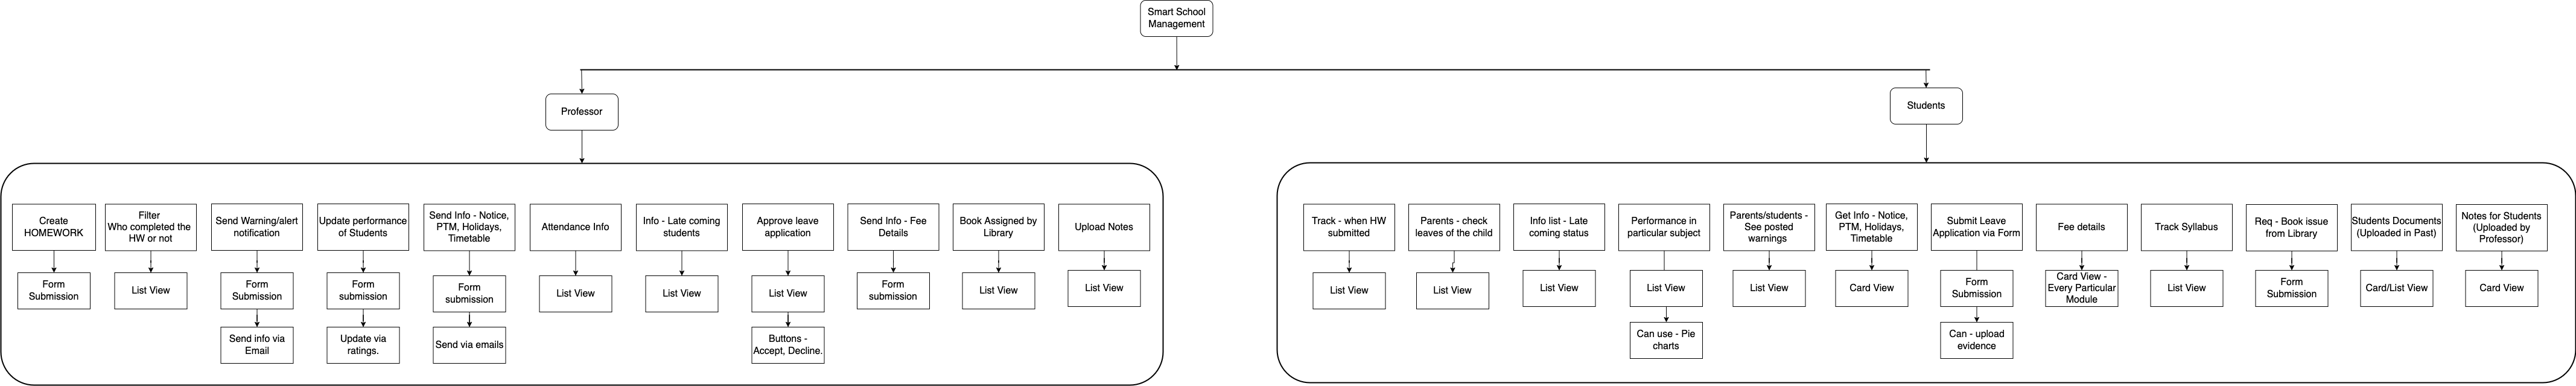 Smart School
Management
Professor
Students
Create
HOMEWORK
Filter
Who completed the
HW or not
Send Warning/alert
notification
Update performance
of Students
Send Info - Notice,
PTM, Holidays,
Timetable
Attendance Info
Info - Late coming
students
Approve leave
application
Send Info - Fee
Details
Book Assigned by
Library
Upload Notes
Form
Submission
List View
Form
Submission
Form
submission
Form
submission
List View
List View
List View
Form
submission
List View
List View
Send info via
Email
Update via
ratings.
Send via emails
Buttons -
Accept, Decline.
Track - when HW
submitted
Parents - check
leaves of the child
Info list - Late
coming status
Performance in
particular subject
Parents/students -
See posted
warnings
Get Info - Notice,
PTM, Holidays,
Timetable
Submit Leave
Application via Form
Fee details
Track Syllabus
Req - Book issue
from Library
Students Documents
(Uploaded in Past)
Notes for Students
(Uploaded by
Professor)
List View
List View
List View
List View
List View
Card View
Form
Submission
Card View -
Every Particular
Module
List View
Form
Submission
Card/List View
Card View
Can use - Pie
charts
Can - upload
evidence